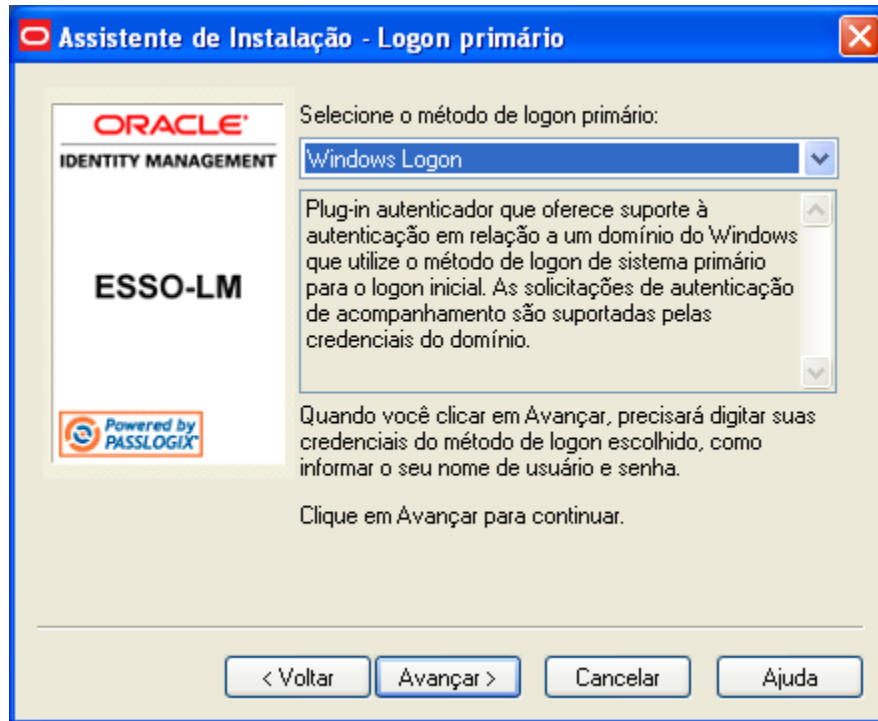 Assistente de Instalação - Logon primário
ORACLE'
IDENTITY MANAGEMENT
ESSO-LM
Powered by
PASSLOGIX
Selecione o método de logon primário:
Windows Logon
Plug-in autenticador que oferece suporte à
autenticação em relação a um domínio do Windows
que utilize o método de logon de sistema primário
para o logon inicial. As solicitações de autenticação
de acompanhamento são suportadas pelas
credenciais do domínio.
Quando você clicar em Avançar, precisará digitar suas
credenciais do método de logon escolhido, como
informar o seu nome de usuário e senha.
Clique em Avançar para continuar.
< Voltar
Avançar >
Cancelar
Ajuda